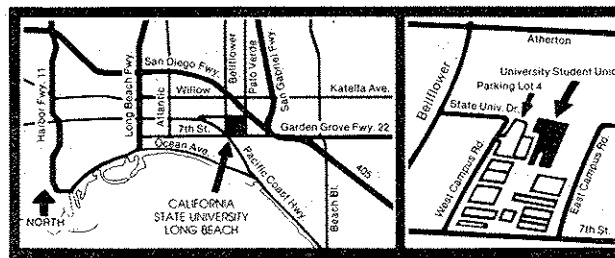 Harbor Fwy. 11
Long Beach Fwy.
San Diego Fwy.
Atlantic
Willow
Bellflower
Palo Verde
San Gabriel Fwy.
Katella Ave.
7th St.
Garden Grove Fwy. 22
Ocean Ave.
Pacific Coast Hwy.
405
Beach Bl.
NORTH
CALIFORNIA
STATE UNIVERSITY
LONG BEACH
Atherton
University Student Unio
Parking Lot 4
Bellflower
State Univ. Dr.
West Campus Rd.
East Campus Rd.
7th St.